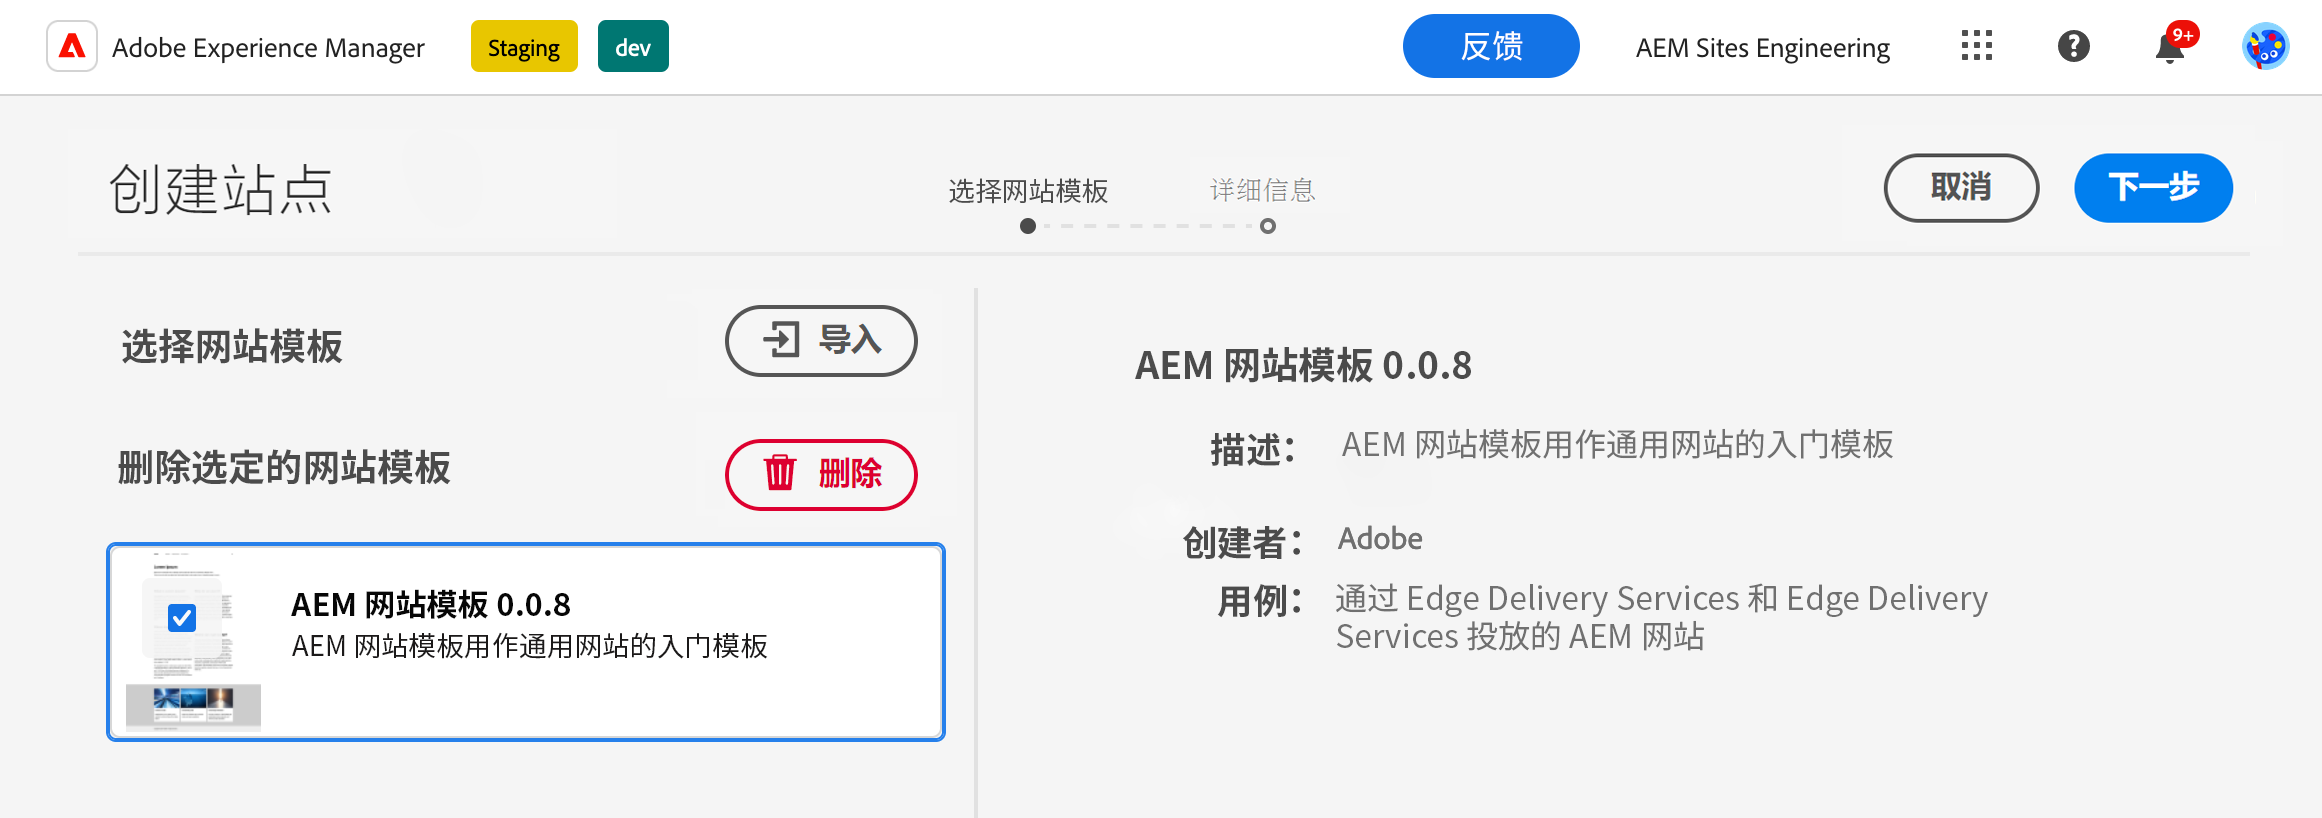 Adobe Experience Manager
Staging
dev
反馈
AEM Sites Engineering
9+
创建站点
选择网站模板
详细信息
取消
下一步
选择网站模板
导入
删除选定的网站模板
删除
AEM 网站模板 0.0.8
AEM 网站模板用作通用网站的入门模板
AEM 网站模板 0.0.8
描述： AEM 网站模板用作通用网站的入门模板
创建者： Adobe
用例： 通过 Edge Delivery Services 和 Edge Delivery
Services 投放的 AEM 网站